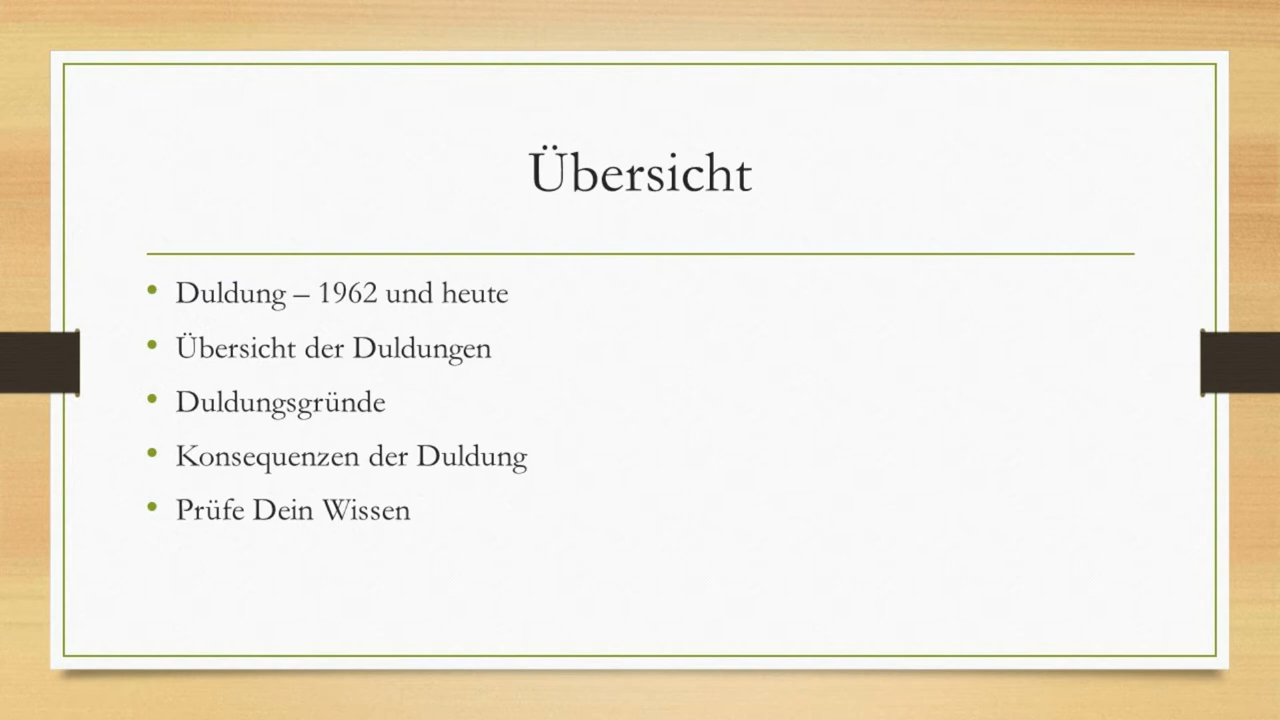 Übersicht
• Duldung – 1962 und heute
• Übersicht der Duldungen
• Duldungsgründe
• Konsequenzen der Duldung
• Prüfe Dein Wissen